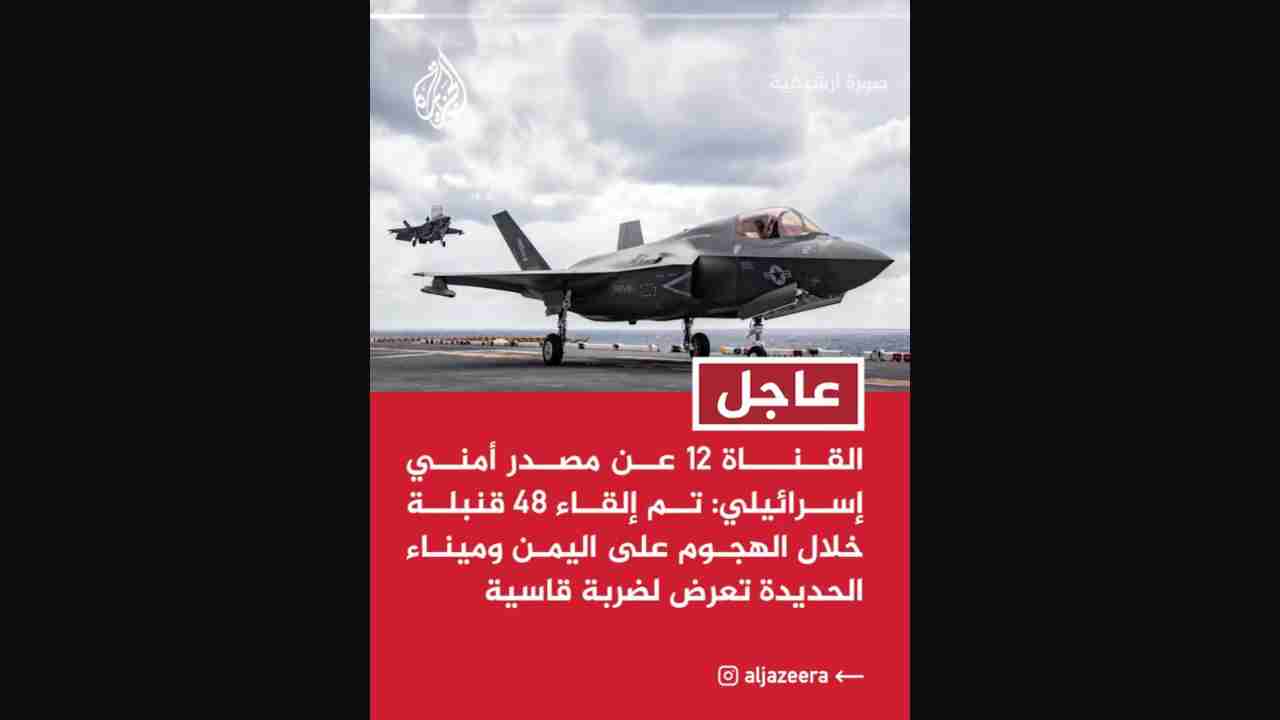 صورة أرشيفية
الجزيرة
عاجل
القناة 12 عن مصدر أمني
إسرائيلي: تم إلقاء 48 قنبلة
خلال الهجوم على اليمن وميناء
الحديدة تعرض لضربة قاسية
aljazeera